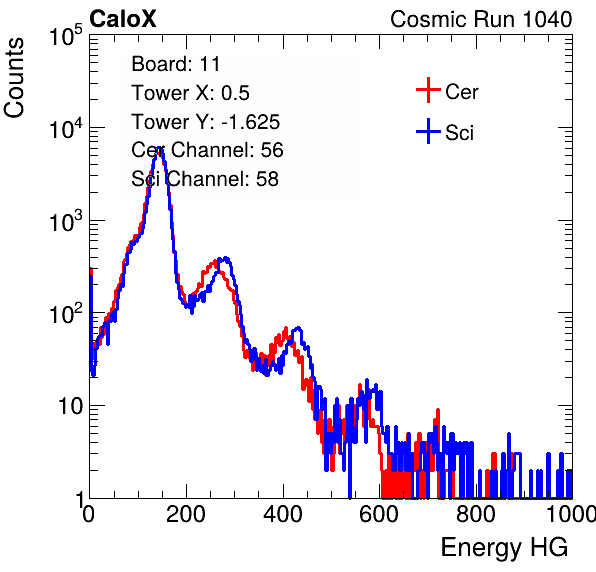 CaloX Cosmic Run 1040
Counts
Board: 11
Tower X: 0.5
Tower Y: -1.625
Cer Channel: 56
Sci Channel: 58
Cer
Sci
10^5
10^4
10^3
10^2
10
1
0 200 400 600 800 1000
Energy HG